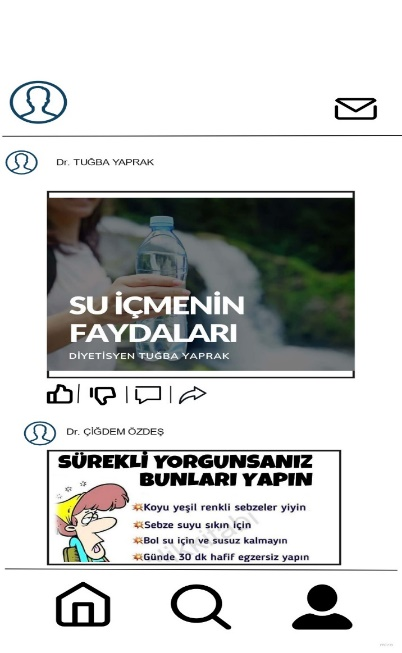 Dr. TUĞBA YAPRAK
SU İÇMENİN
FAYDALARI
DİYETİSYEN TUĞBA YAPRAK
Dr. ÇİĞDEM ÖZDEŞ
SÜREKLİ YORGUNSANIZ
BUNLARI YAPIN
Koyu yeşil renkli sebzeler yiyin
Sebze suyu sıkın için
Bol su için ve susuz kalmayın
Günde 30 dk hafif egzersiz yapın